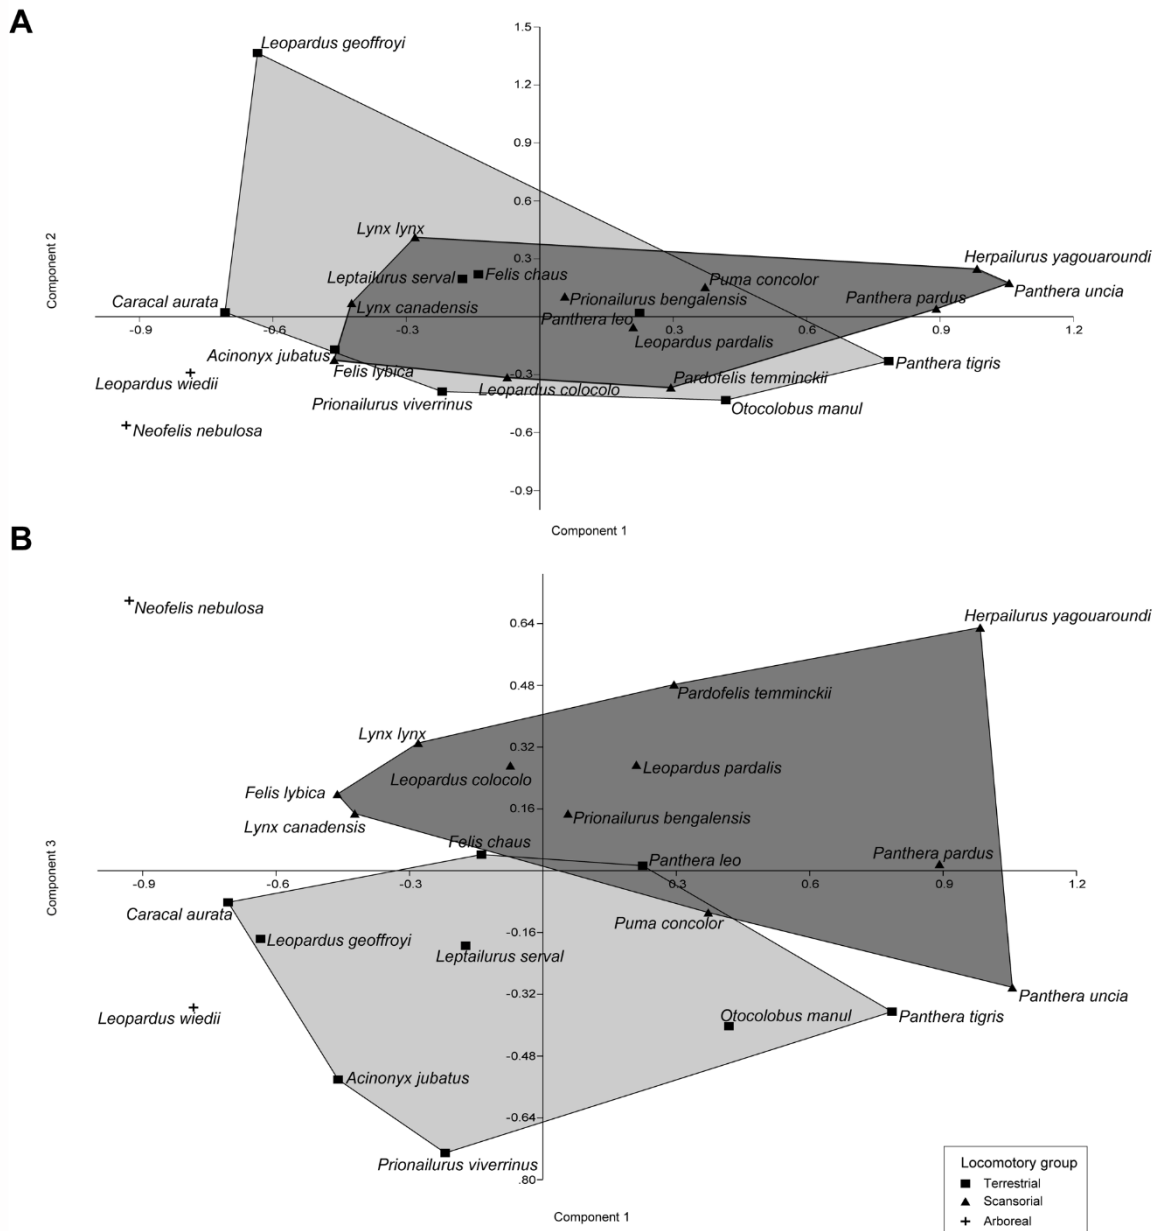 A
1.5
Leopardus geoffroyi
1.2
0.9
0.6
Lynx lynx
0.3
Herpailurus yagouaroundi
Leptailurus serval
Felis chaus
Puma concolor
Caracal aurata
Lynx canadensis
Prionailurus bengalensis
Panthera pardus
Panthera uncia
Panthera leo
-0.9
-0.6
-0.3
0.3
0.6
0.9
1.2
Leopardus pardalis
Acinonyx jubatus
Panthera tigris
Leopardus wiedii
Felis lybica
-0.3
Leopardus colocolo
Pardofelis temminckii
Prionailurus viverrinus
Otocolobus manul
Neofelis nebulosa
-0.6
-0.9
Component 2
Component 1
B
Neofelis nebulosa
0.64
Herpailurus yagouaroundi
0.48
Pardofelis temminckii
Lynx lynx
0.32
Leopardus colocolo
Leopardus pardalis
Felis lybica
0.16
Prionailurus bengalensis
Lynx canadensis
Felis chaus
Panthera leo
Panthera pardus
-0.9
-0.6
-0.3
0.3
0.6
0.9
1.2
Caracal aurata
Puma concolor
Leopardus geoffroyi
-0.16
Leptailurus serval
-0.32
Panthera uncia
Leopardus wiedii
Otocolobus manul
Panthera tigris
-0.48
Acinonyx jubatus
-0.64
Prionailurus viverrinus
.80
Component 3
Component 1
Locomotory group
Terrestrial
Scansorial
Arboreal